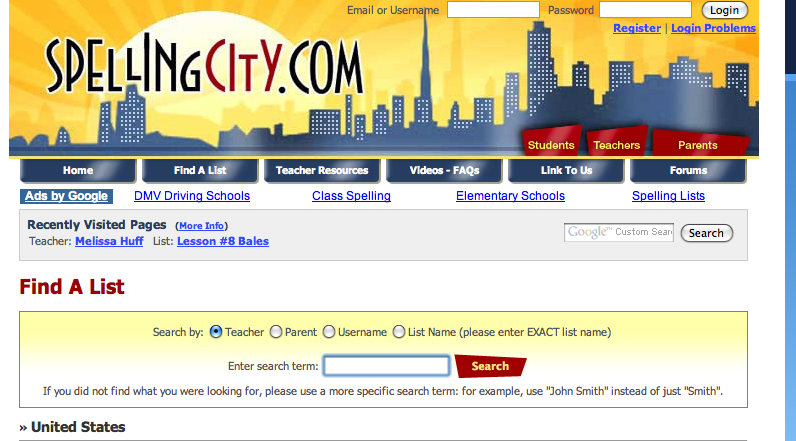 Email or Username Password Login
Register | Login Problems
SPELLINGCITY.COM
Students Teachers Parents
Home Find A List Teacher Resources Videos - FAQs Link To Us Forums
Ads by Google DMV Driving Schools Class Spelling Elementary Schools Spelling Lists
Recently Visited Pages (More Info)
Teacher: Melissa Huff List: Lesson #8 Bales
Google™ Custom Sear Search
Find A List
Search by: Teacher Parent Username List Name (please enter EXACT list name)
Enter search term: Search
If you did not find what you were looking for, please use a more specific search term: for example, use "John Smith" instead of just "Smith".
» United States